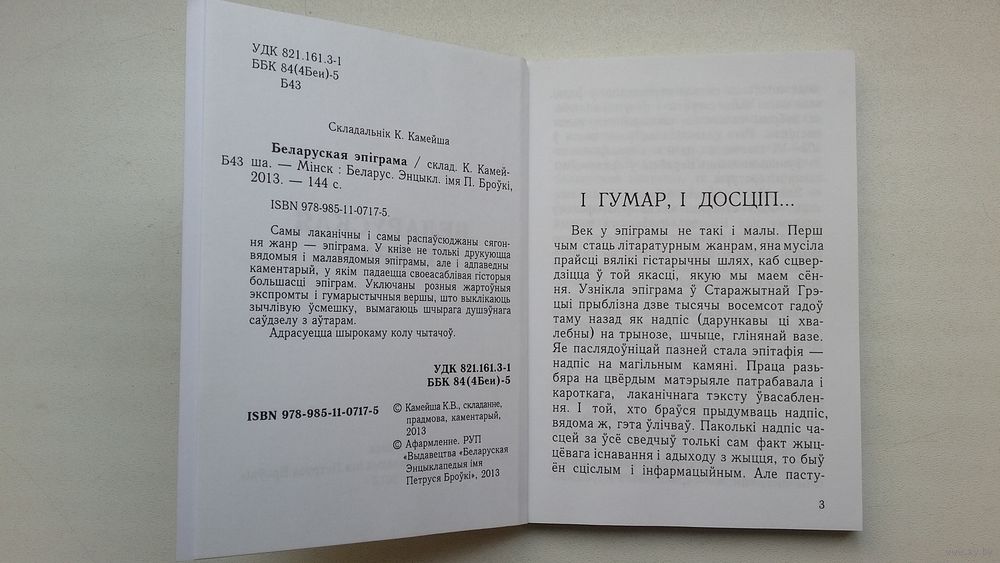 УДК 821.161.3-1
ББК 84(4Беи)-5
Б43
Складальнік К. Камейша
Беларуская эпіграма / склад. К. Камей-
Б43 ша. — Мінск : Беларус. Энцыкл. імя П. Броўкі,
2013. — 144 с.
ISBN 978-985-11-0717-5.
Самы лаканічны і самы распаўсюджаны сягон-
ня жанр — эпіграма. У кнізе не толькі друкуюцца
вядомыя і малавядомыя эпіграмы, але і адпаведны
каментарый, у якім падаецца своеасаблівая гісторыя
большасці эпіграм. Уключаны розныя жартоўныя
экспромты і гумарыстычныя вершы, што выклікаюць
зычлівую ўсмешку, вымагаюць шчырага душэўнага
саўдзелу з аўтарам.
Адрасуецца шырокаму колу чытачоў.
УДК 821.161.3-1
ББК 84(4Беи)-5
ISBN 978-985-11-0717-5
© Камейша К.В., складанне,
прадмова, каментарый,
2013
© Афармленне. РУП
«Выдавецтва «Беларуская
Энцыклапедыя імя
Петруся Броўкі», 2013
І ГУМАР, І ДОСЦІП...
Век у эпіграмы не такі і малы. Перш
чым стаць літаратурным жанрам, яна мусіла
прайсці вялікі гістарычны шлях, каб сцвер-
дзіцца ў той якасці, якую мы маем сён-
ня. Узнікла эпіграма ў Старажытнай Грэ-
цыі прыблізна дзве тысячы восемсот гадоў
таму назад як надпіс (дарункавы ці хва-
лебны) на трынозе, шчыце, глінянай вазе.
Яе паслядоўніцай пазней стала эпітафія —
надпіс на магільным камяні. Праца разь-
бяра на цвёрдым матэрыяле патрабавала і
кароткага, лаканічнага тэксту ўвасаблен-
ня. І той, хто браўся прыдумваць надпіс,
вядома ж, гэта ўлічваў. Паколькі надпіс ча-
сцей за ўсё сведчыў толькі сам факт жыц-
цёвага існавання і адыходу з жыцця, то быў
ён сціслым і інфармацыйным. Але пасту-
3
www.ay.by